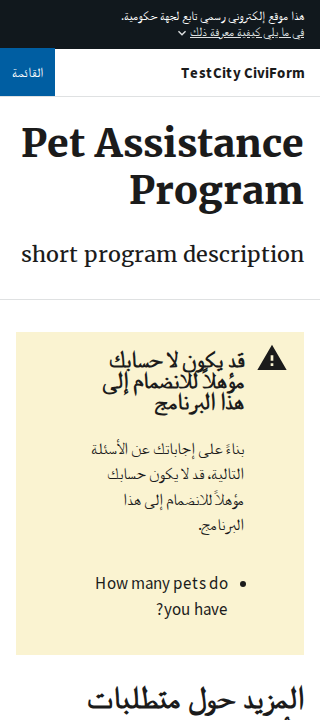 هذا موقع إلكتروني رسمي تابع لجهة حكومية.
في ما يلي كيفية معرفة ذلك
TestCity CiviForm
القائمة
Pet Assistance
Program
short program description
قد يكون لا حسابك
مؤهلاً للانضمام إلى
هذا البرنامج
بناءً على إجاباتك عن الأسئلة
التالية، قد لا يكون حسابك
مؤهلاً للانضمام إلى هذا
البرنامج.
How many pets do
you have?
المزيد حول متطلبات